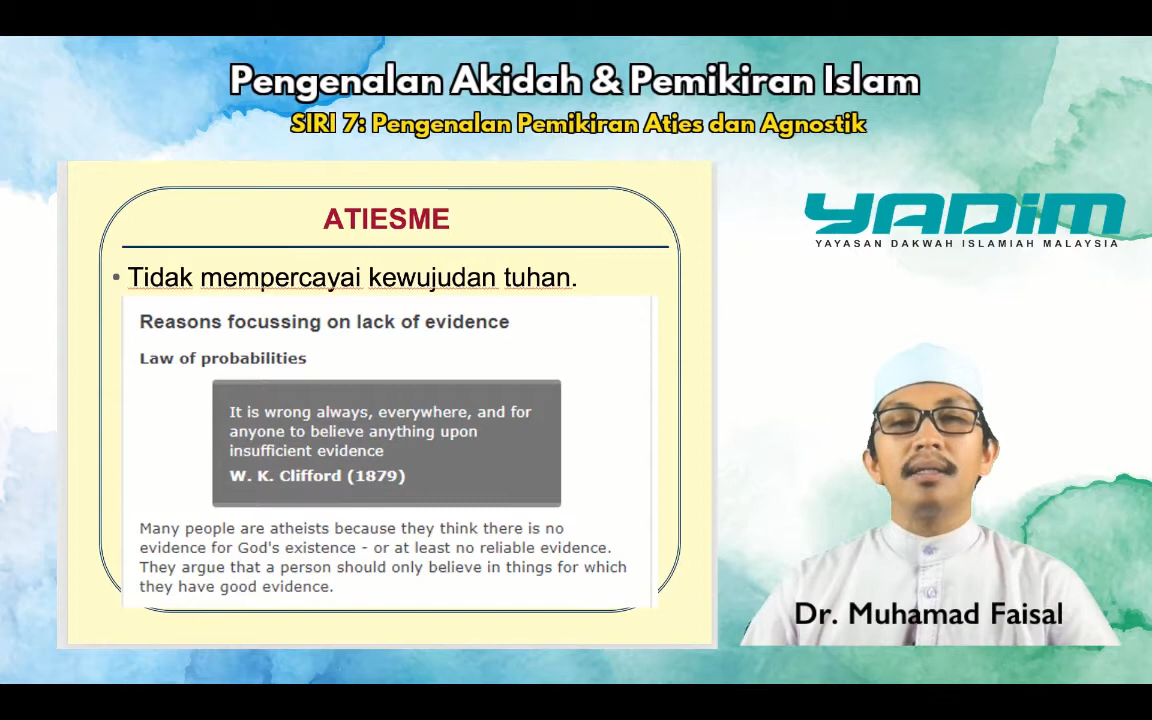 Pengenalan Akidah & Pemikiran Islam
SIRI 7: Pengenalan Pemikiran Aties dan Agnostik
ATIESME
• Tidak mempercayai kewujudan tuhan.
Reasons focussing on lack of evidence
Law of probabilities
It is wrong always, everywhere, and for
anyone to believe anything upon
insufficient evidence
W. K. Clifford (1879)
Many people are atheists because they think there is no
evidence for God's existence - or at least no reliable evidence.
They argue that a person should only believe in things for which
they have good evidence.
YADIM
YAYASAN DAKWAH ISLAMIAH MALAYSIA
Dr. Muhamad Faisal